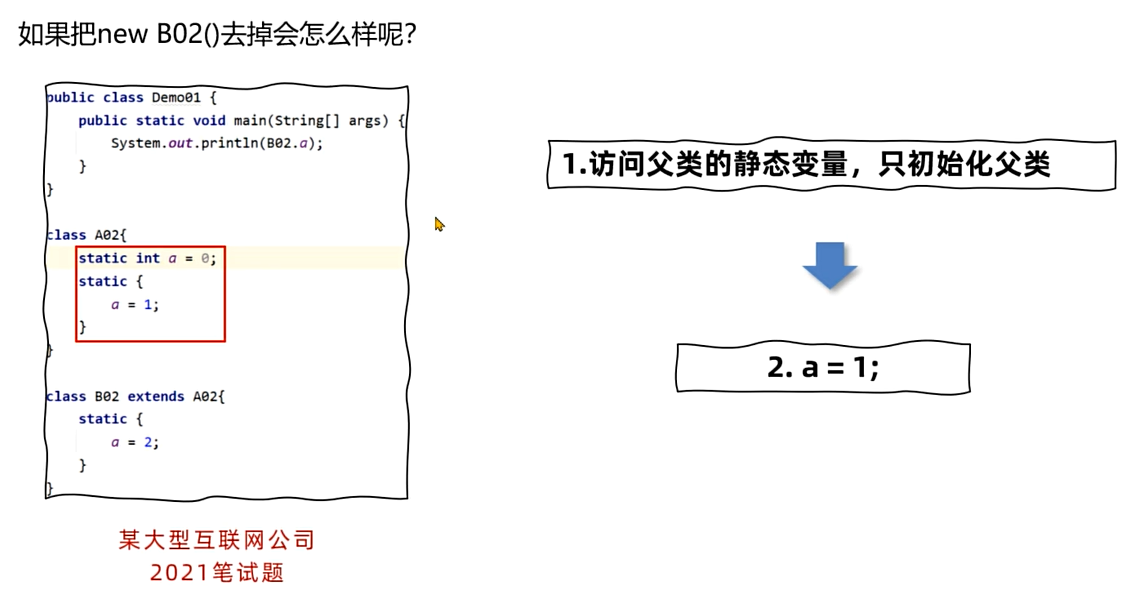 如果把new B02()去掉会怎么样呢？
public class Demo01 {
public static void main(String[] args) {
System.out.println(B02.a);
}
}
class A02{
static int a = 0;
static {
a = 1;
}
}
class B02 extends A02{
static {
a = 2;
}
}
某大型互联网公司
2021笔试题
1.访问父类的静态变量，只初始化父类
2. a = 1;